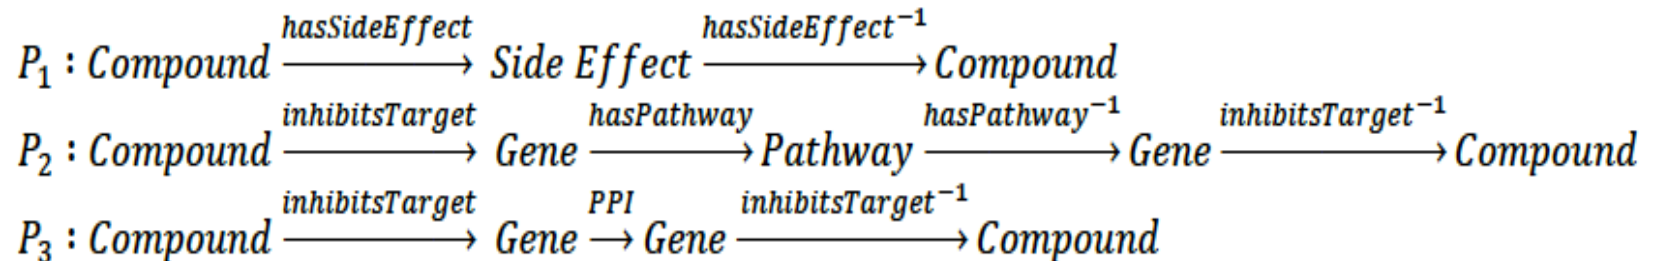 P₁ : Compound —hasSideEffect→ Side Effect —hasSideEffect⁻¹→ Compound
P₂ : Compound —inhibitsTarget→ Gene —hasPathway→ Pathway —hasPathway⁻¹→ Gene —inhibitsTarget⁻¹→ Compound
P₃ : Compound —inhibitsTarget→ Gene —PPI→ Gene —inhibitsTarget⁻¹→ Compound